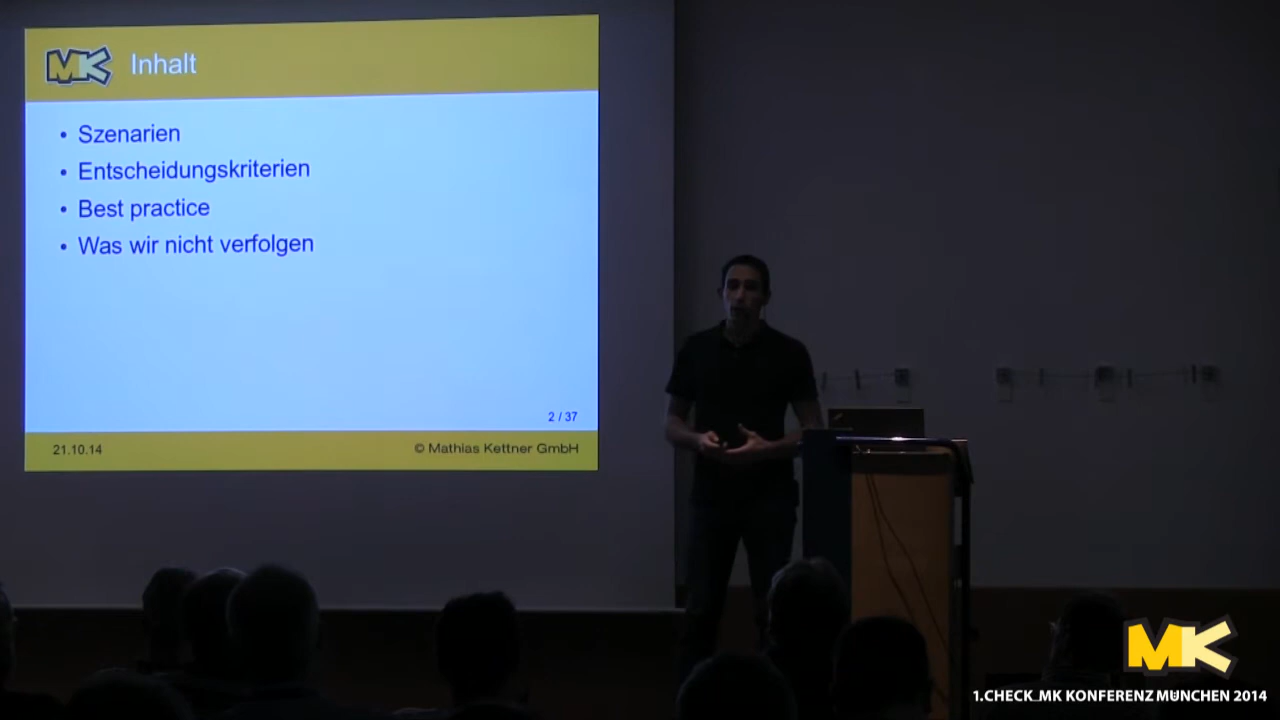 MK Inhalt
• Szenarien
• Entscheidungskriterien
• Best practice
• Was wir nicht verfolgen
2 / 37
21.10.14 © Mathias Kettner GmbH
MK
1.CHECK_MK KONFERENZ MÜNCHEN 2014